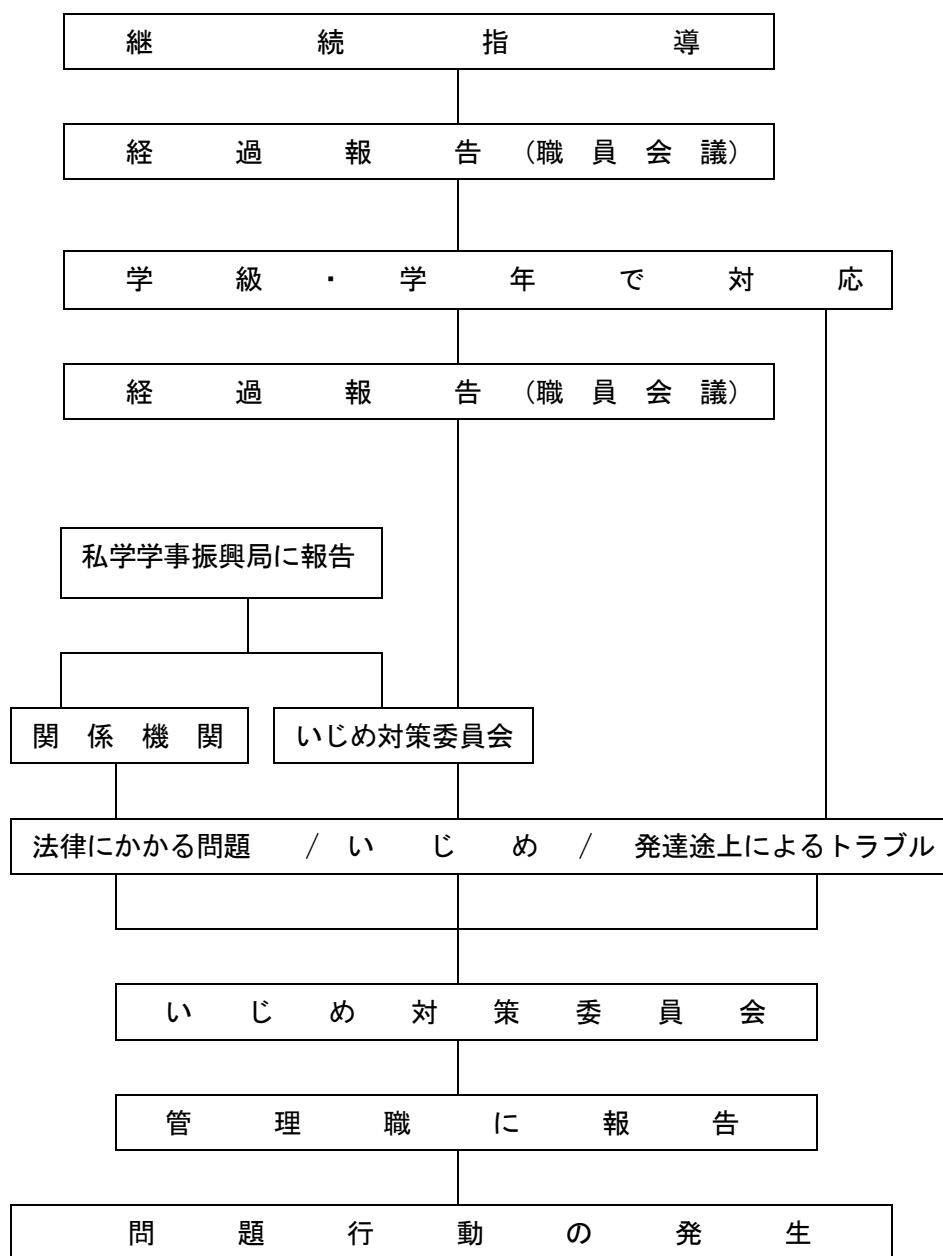 継続指導
経過報告(職員会議)
学級・学年で対応
経過報告(職員会議)
私学学事振興局に報告
関係機関
いじめ対策委員会
法律にかかる問題 / いじめ / 発達途上によるトラブル
いじめ対策委員会
管理職に報告
問題行動の発生